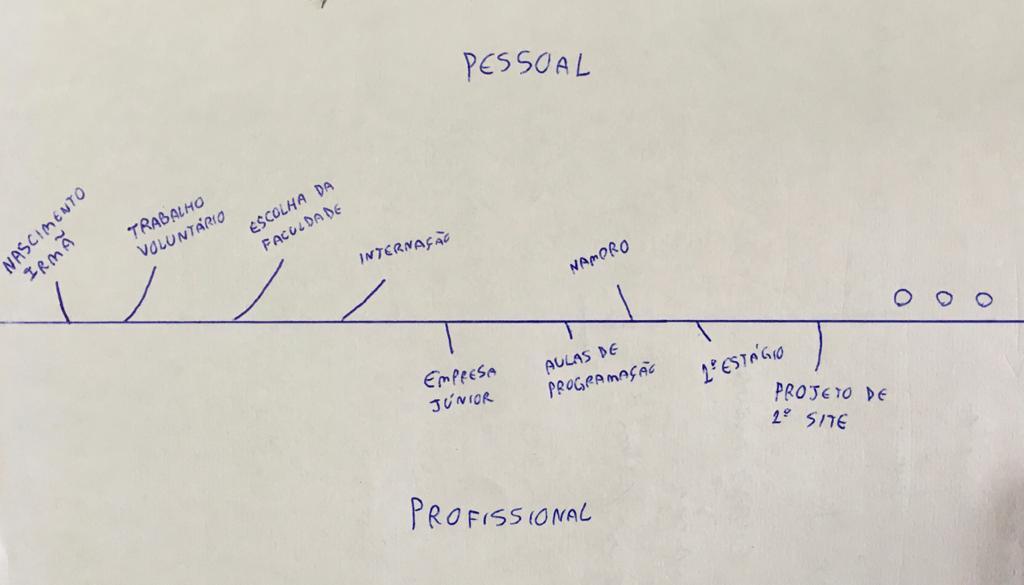 PESSOAL
NASCIMENTO
IRMÃ
TRABALHO
VOLUNTÁRIO
ESCOLHA DA
FACULDADE
INTERNAÇÃO
NAMORO
EMPRESA
JÚNIOR
AULAS DE
PROGRAMAÇÃO
1º ESTÁGIO
PROJETO DE
1º SITE
PROFISSIONAL